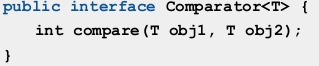 public interface Comparator<T> {
int compare(T obj1, T obj2);
}